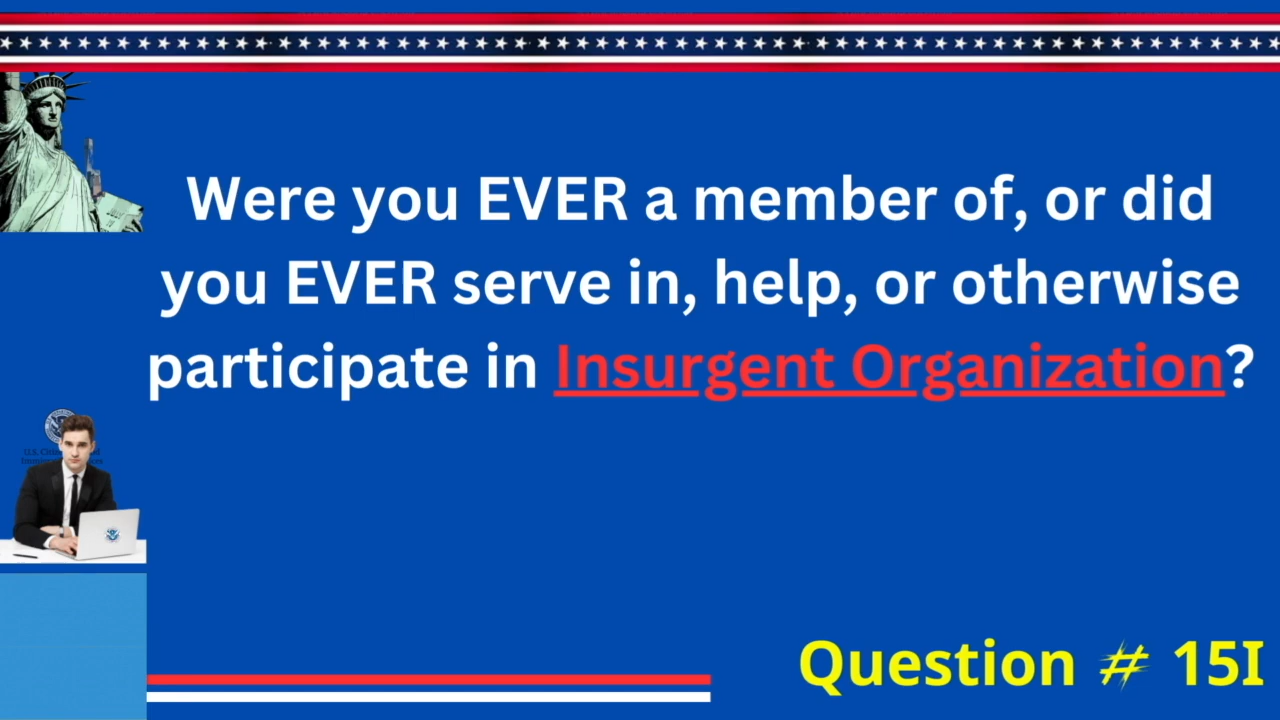 Were you EVER a member of, or did
you EVER serve in, help, or otherwise
participate in Insurgent Organization?
Question # 15I